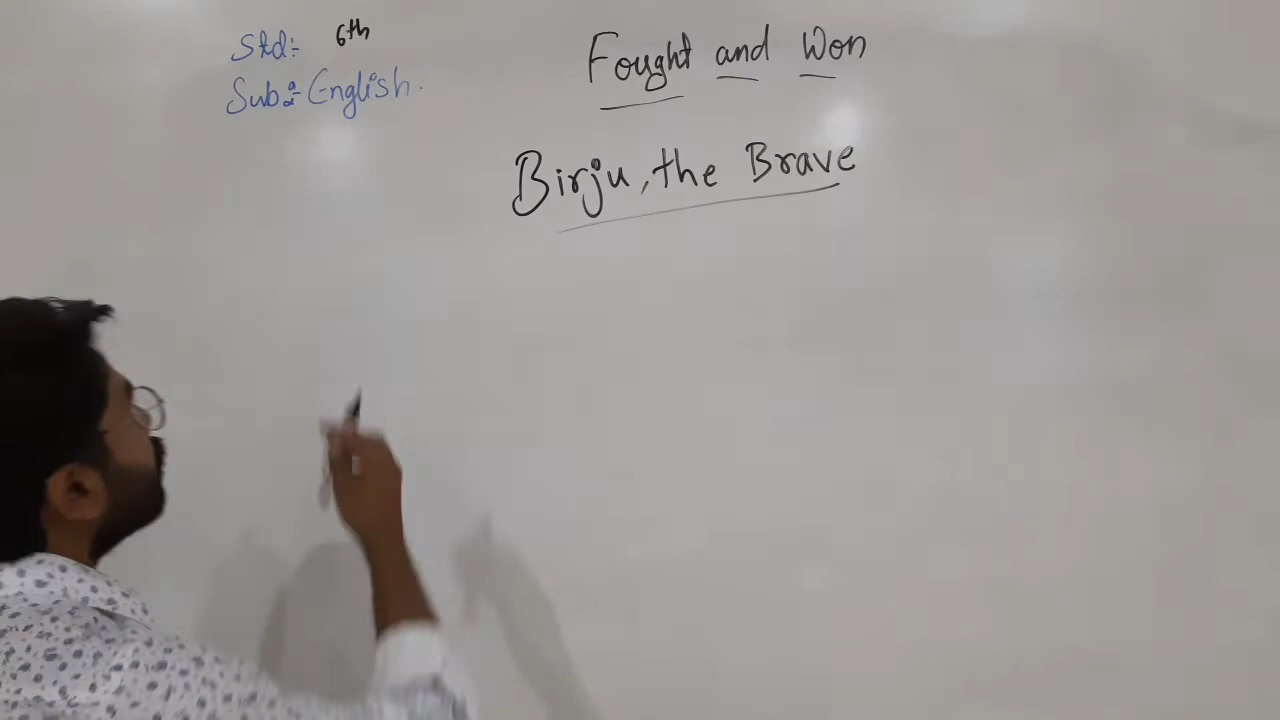 Std:- 6th
Sub:- English.
Fought and Won
Birju, the Brave